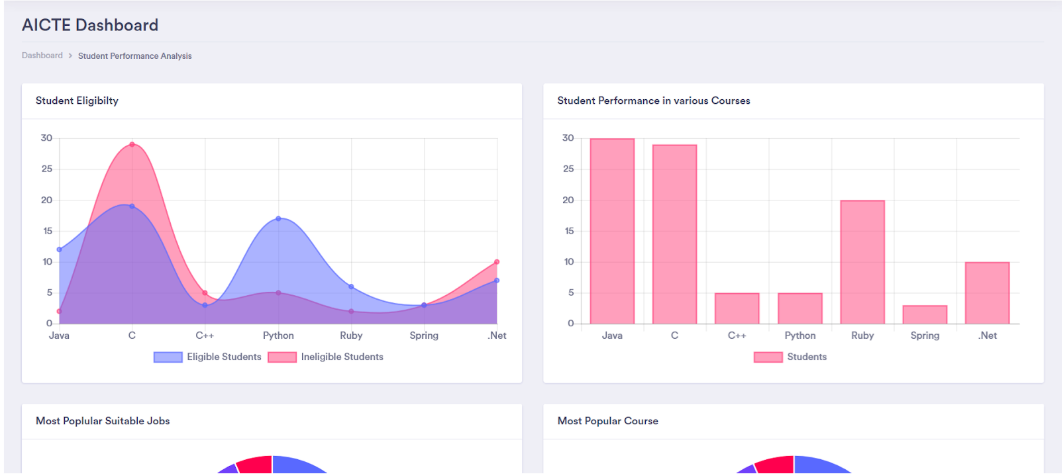 AICTE Dashboard
Dashboard > Student Performance Analysis
Student Eligibilty
30
25
20
15
10
5
0
Java C C++ Python Ruby Spring .Net
Eligible Students Ineligible Students
Student Performance in various Courses
30
25
20
15
10
5
0
Java C C++ Python Ruby Spring .Net
Students
Most Poplular Suitable Jobs
Most Popular Course